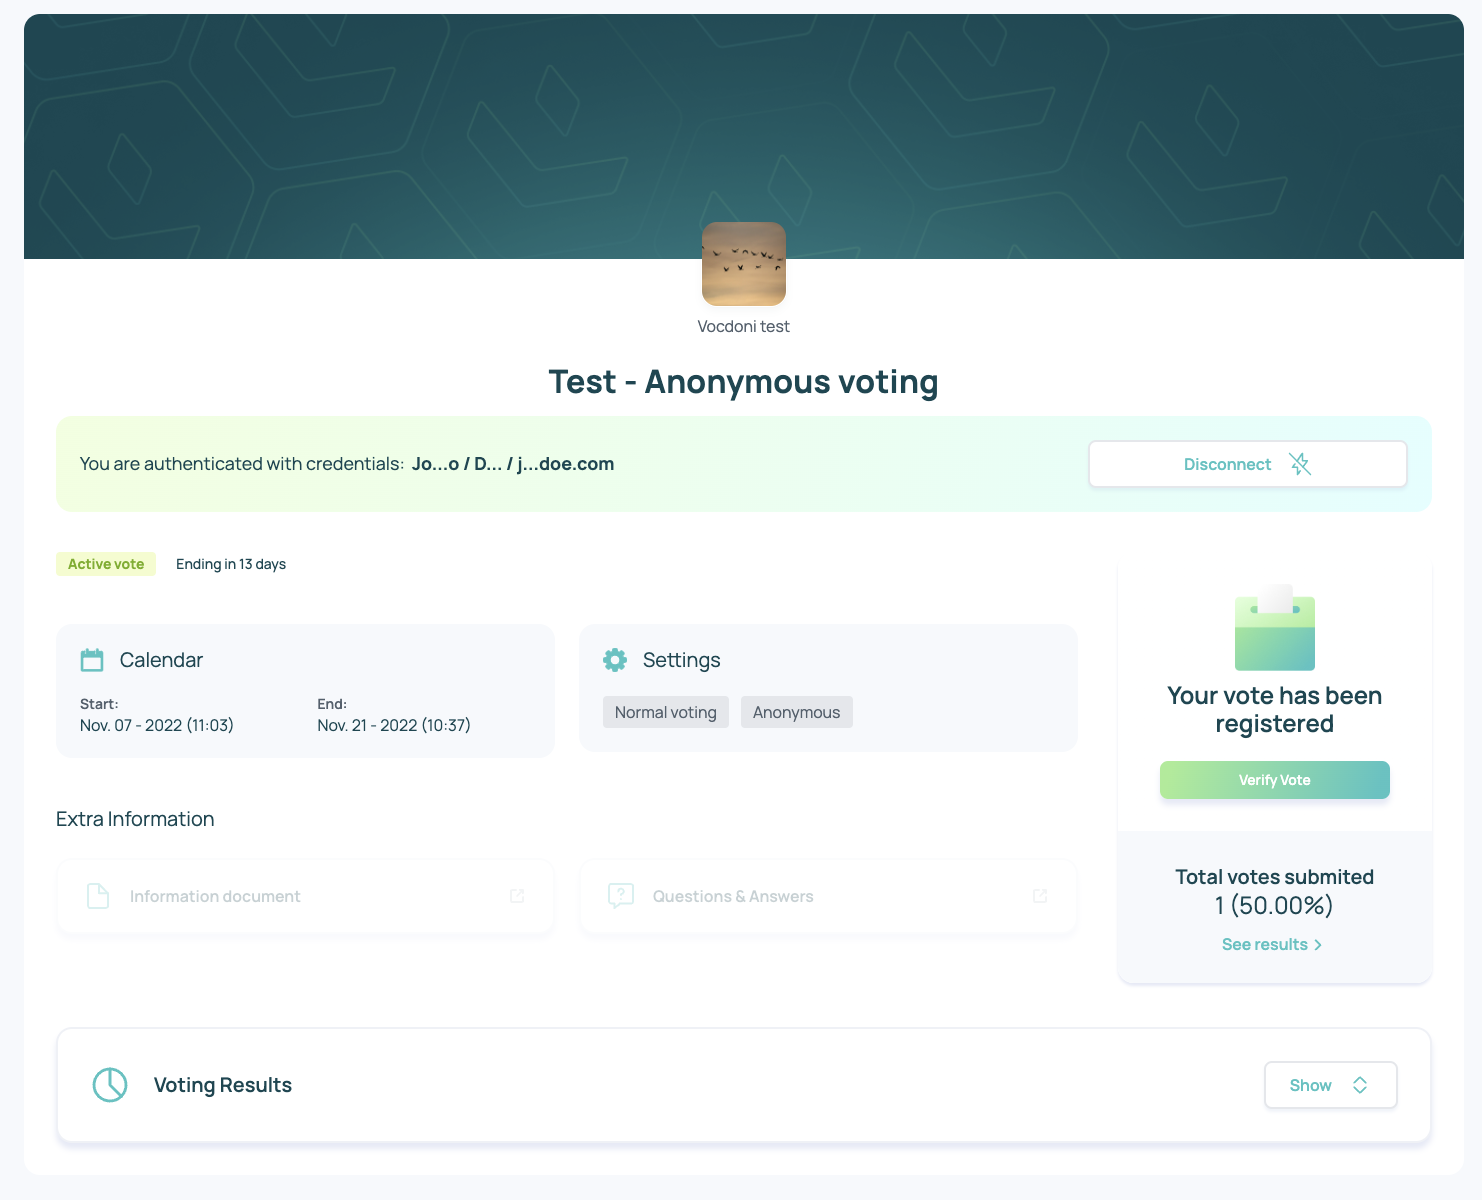 Vocdoni test
Test - Anonymous voting
You are authenticated with credentials: Jo...o / D... / j...doe.com
Disconnect
Active vote
Ending in 13 days
Calendar
Start:
Nov. 07 - 2022 (11:03)
End:
Nov. 21 - 2022 (10:37)
Settings
Normal voting
Anonymous
Your vote has been
registered
Verify Vote
Extra Information
Information document
Questions & Answers
Total votes submited
1 (50.00%)
See results
Voting Results
Show